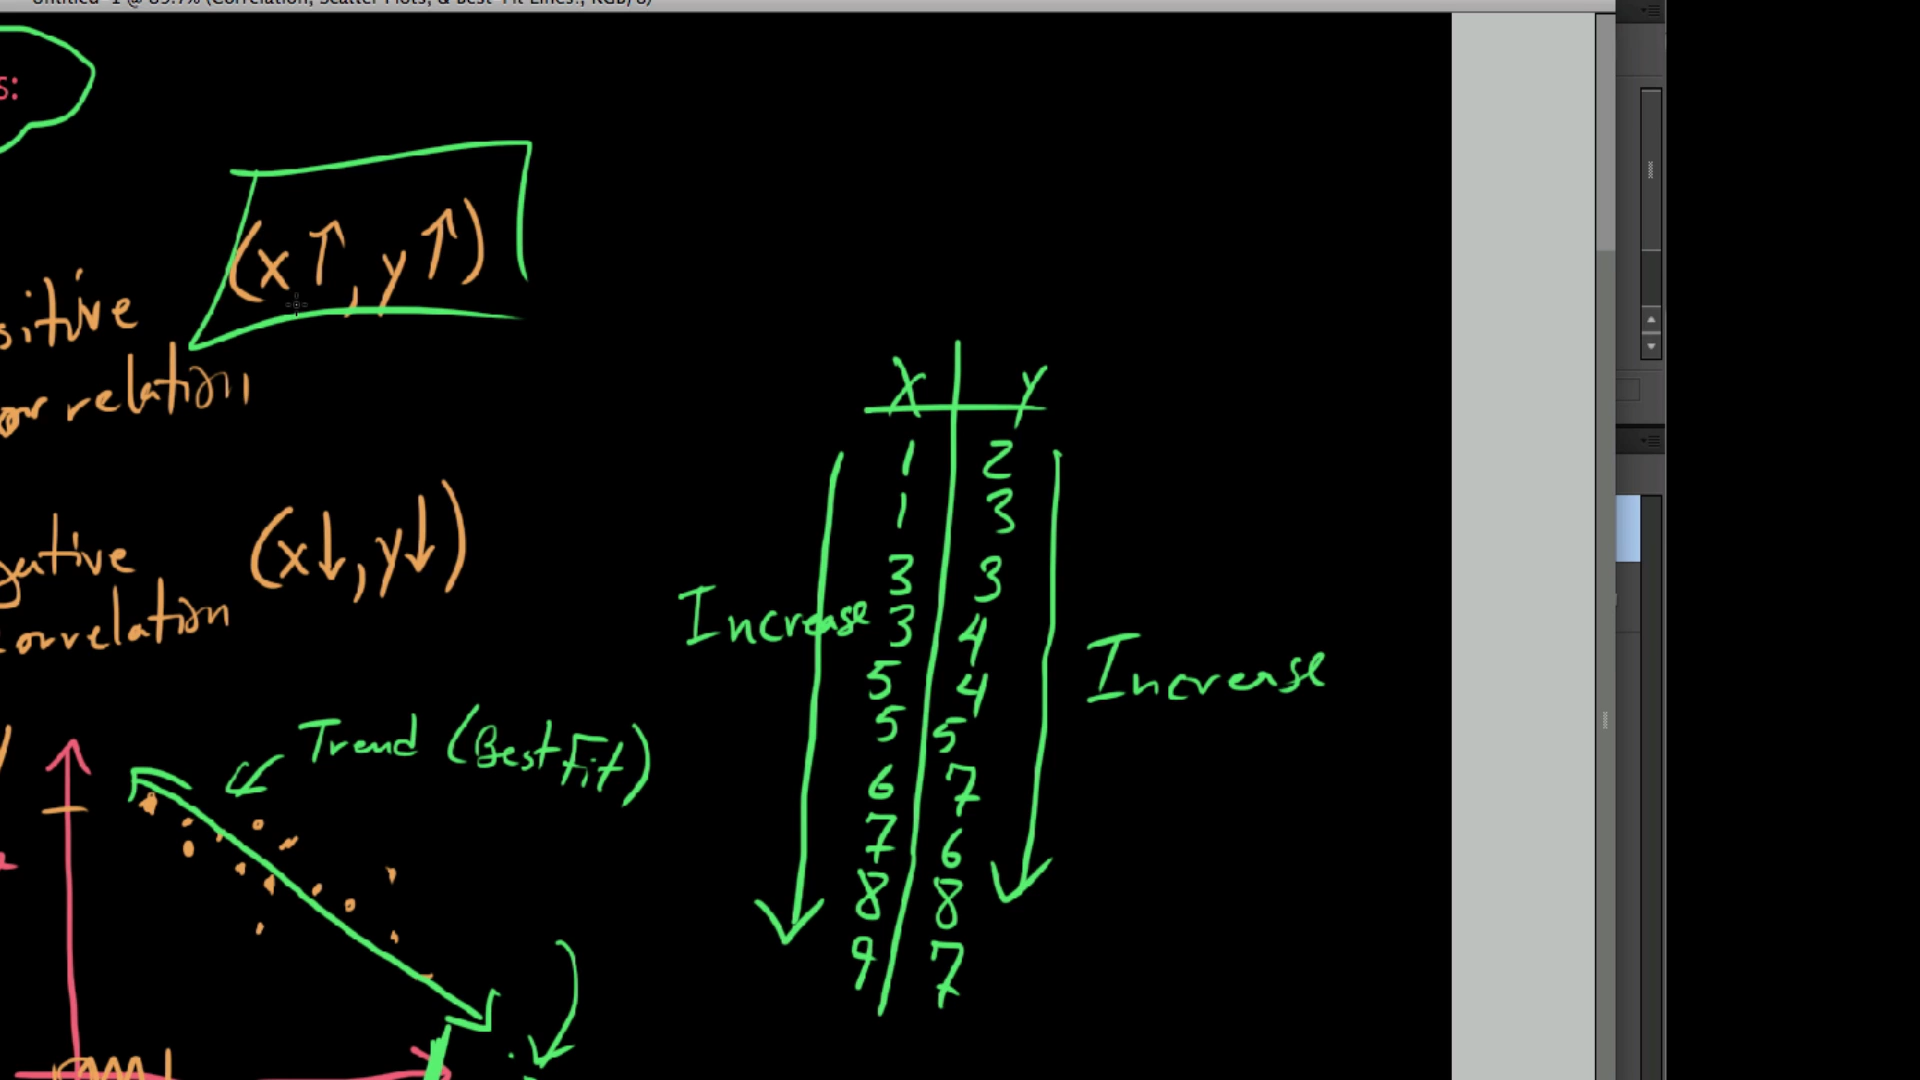 s:
(x↑, y↑)
sitive
orrelation
(x↓, y↓)
gative
correlation
Trend (Best Fit)
X Y
1 2
1 3
3 3
3 4
5 4
5 5
6 7
7 6
8 8
9 7
Increase
Increase